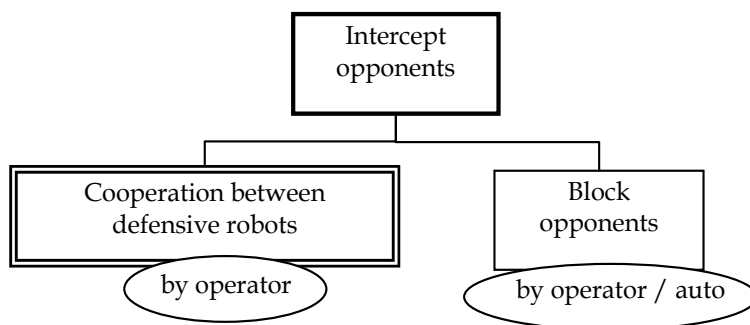 Intercept
opponents
Cooperation between
defensive robots
by operator
Block
opponents
by operator / auto